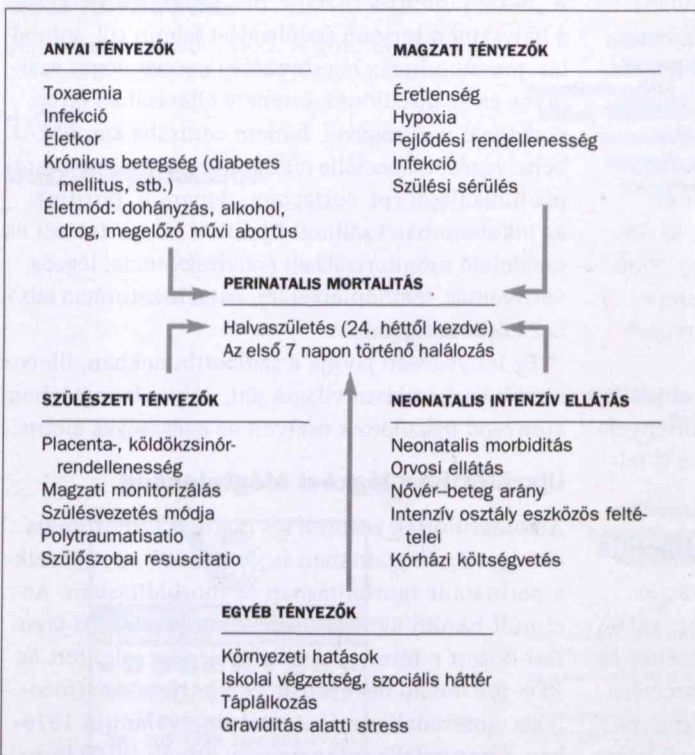 ANYAI TÉNYEZŐK
Toxaemia
Infekció
Életkor
Krónikus betegség (diabetes
mellitus, stb.)
Életmód: dohányzás, alkohol,
drog, megelőző művi abortus
MAGZATI TÉNYEZŐK
Éretlenség
Hypoxia
Fejlődési rendellenesség
Infekció
Szülési sérülés
PERINATALIS MORTALITÁS
Halvaszületés (24. héttől kezdve)
Az első 7 napon történő halálozás
SZÜLÉSZETI TÉNYEZŐK
Placenta-, köldökzsinór-
rendellenesség
Magzati monitorizálás
Szülésvezetés módja
Polytraumatisatio
Szülőszobai resuscitatio
NEONATALIS INTENZÍV ELLÁTÁS
Neonatalis morbiditás
Orvosi ellátás
Nővér–beteg arány
Intenzív osztály eszközös felté-
telei
Kórházi költségvetés
EGYÉB TÉNYEZŐK
Környezeti hatások
Iskolai végzettség, szociális háttér
Táplálkozás
Graviditás alatti stress